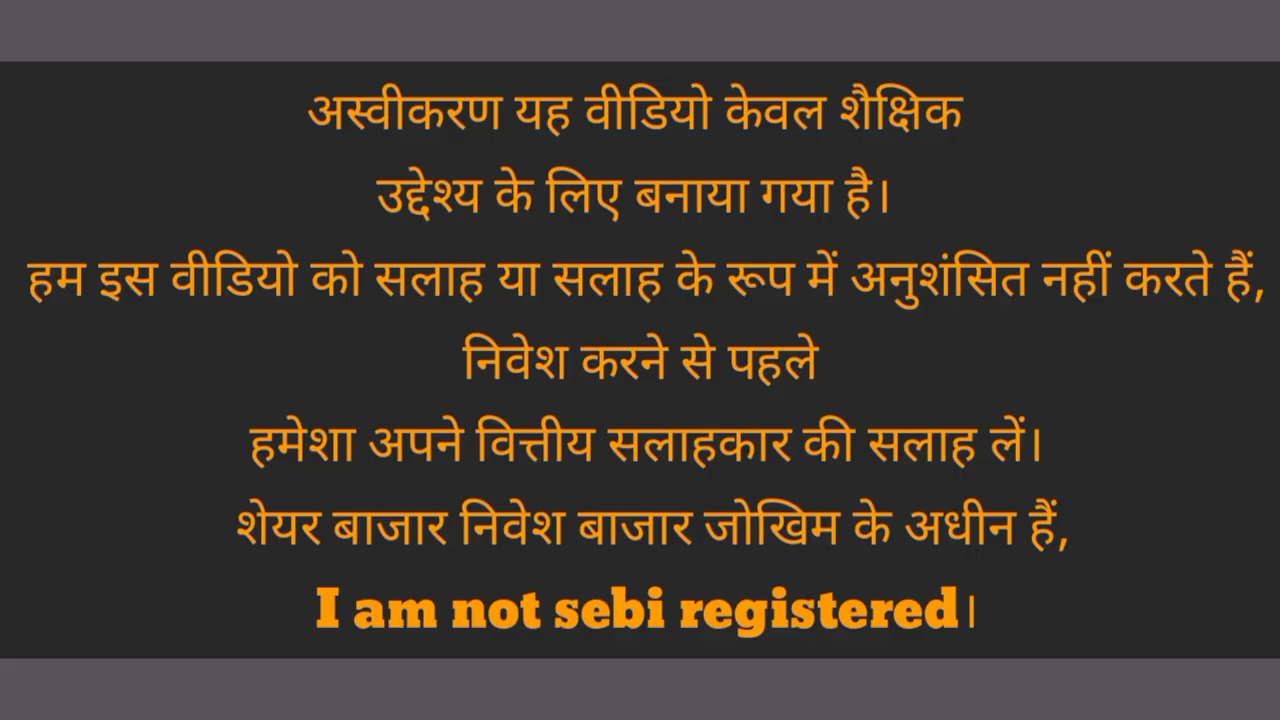 अस्वीकरण यह वीडियो केवल शैक्षिक
उद्देश्य के लिए बनाया गया है।
हम इस वीडियो को सलाह या सलाह के रूप में अनुशंसित नहीं करते हैं,
निवेश करने से पहले
हमेशा अपने वित्तीय सलाहकार की सलाह लें।
शेयर बाजार निवेश बाजार जोखिम के अधीन हैं,
I am not sebi registered।